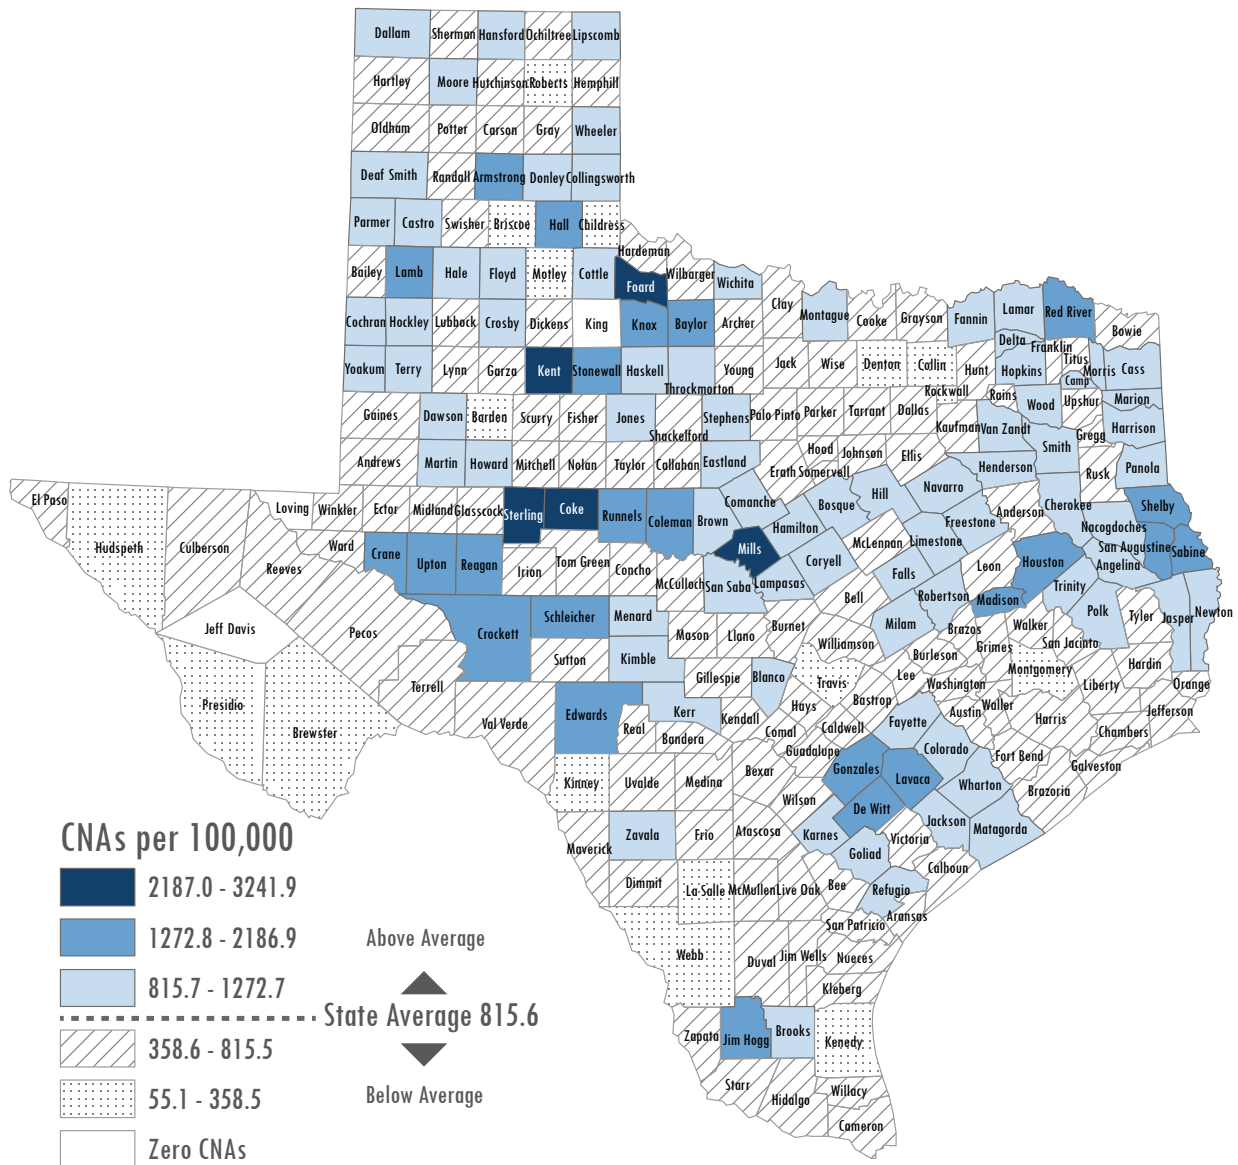 Dallam Sherman Hansford Ochiltree Lipscomb
Hartley Moore Hutchinson Roberts Hemphill
Oldham Potter Carson Gray Wheeler
Deaf Smith Randall Armstrong Donley Collingsworth
Parmer Castro Swisher Briscoe Hall Childress
Hardeman
Bailey Lamb Hale Floyd Motley Cottle Foard Wilbarger Wichita
Clay Montague Cooke Grayson Fannin Lamar Red River Bowie
Cochran Hockley Lubbock Crosby Dickens King Knox Baylor Archer
Delta Franklin Titus Morris Cass
Yoakum Terry Lynn Garza Kent Stonewall Haskell Throckmorton Young Jack Wise Denton Collin Hunt Hopkins Camp
Rockwall Rains Wood Upshur Marion
Gaines Dawson Barden Scurry Fisher Jones Shackelford Stephens Palo Pinto Parker Tarrant Dallas Kaufman Van Zandt Smith Gregg Harrison
Andrews Martin Howard Mitchell Nolan Taylor Callahan Eastland Erath Hood Somervell Johnson Ellis Henderson Rusk Panola
El Paso Hudspeth Culberson Loving Winkler Ector Midland Glasscock Sterling Coke Runnels Coleman Brown Comanche Hamilton Bosque Hill Navarro Freestone Anderson Cherokee Nacogdoches Shelby
Reeves Ward Crane Upton Reagan Irion Tom Green Concho McCulloch San Saba Mills Lampasas Coryell McLennan Limestone Falls Leon Houston Trinity Angelina San Augustine Sabine
Jeff Davis Pecos Crockett Schleicher Menard Mason Llano Burnet Bell Milam Robertson Madison Walker Polk Tyler Jasper Newton
Presidio Brewster Terrell Val Verde Sutton Kimble Gillespie Blanco Williamson Travis Burleson Brazos Grimes San Jacinto Hardin
Lee Washington Montgomery Liberty Orange
Edwards Real Kerr Bandera Kendall Hays Comal Caldwell Bastrop Fayette Austin Waller Harris Chambers Jefferson
Kinney Uvalde Medina Bexar Guadalupe Gonzales Lavaca Colorado Fort Bend Galveston
Maverick Zavala Frio Atascosa Wilson Karnes De Witt Wharton Brazoria
Jackson Matagorda
Goliad Victoria Calhoun
Dimmit La Salle McMullen Live Oak Bee Refugio Aransas
San Patricio
Webb Duval Jim Wells Nueces
Kleberg
Zapata Jim Hogg Brooks Kenedy
Starr Hidalgo Willacy
Cameron
CNAs per 100,000
2187.0 - 3241.9
1272.8 - 2186.9
815.7 - 1272.7
Above Average
State Average 815.6
358.6 - 815.5
55.1 - 358.5
Below Average
Zero CNAs